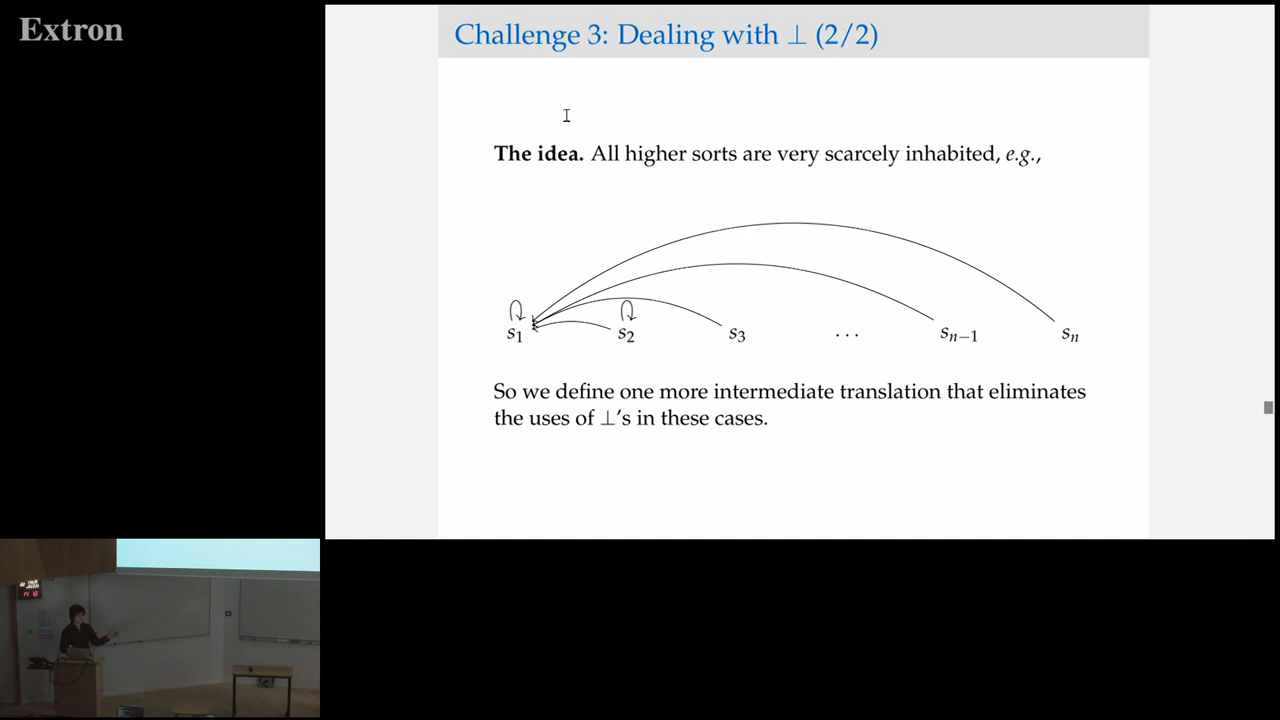 Extron
Challenge 3: Dealing with ⊥ (2/2)
The idea. All higher sorts are very scarcely inhabited, e.g.,
s₁ s₂ s₃ ... sₙ₋₁ sₙ
So we define one more intermediate translation that eliminates
the uses of ⊥'s in these cases.